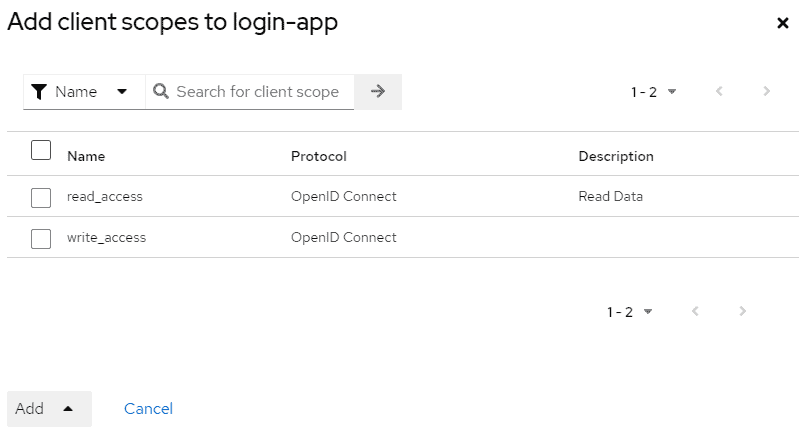 Add client scopes to login-app
Name Search for client scope 1 - 2
Name Protocol Description
read_access OpenID Connect Read Data
write_access OpenID Connect
1 - 2
Add Cancel